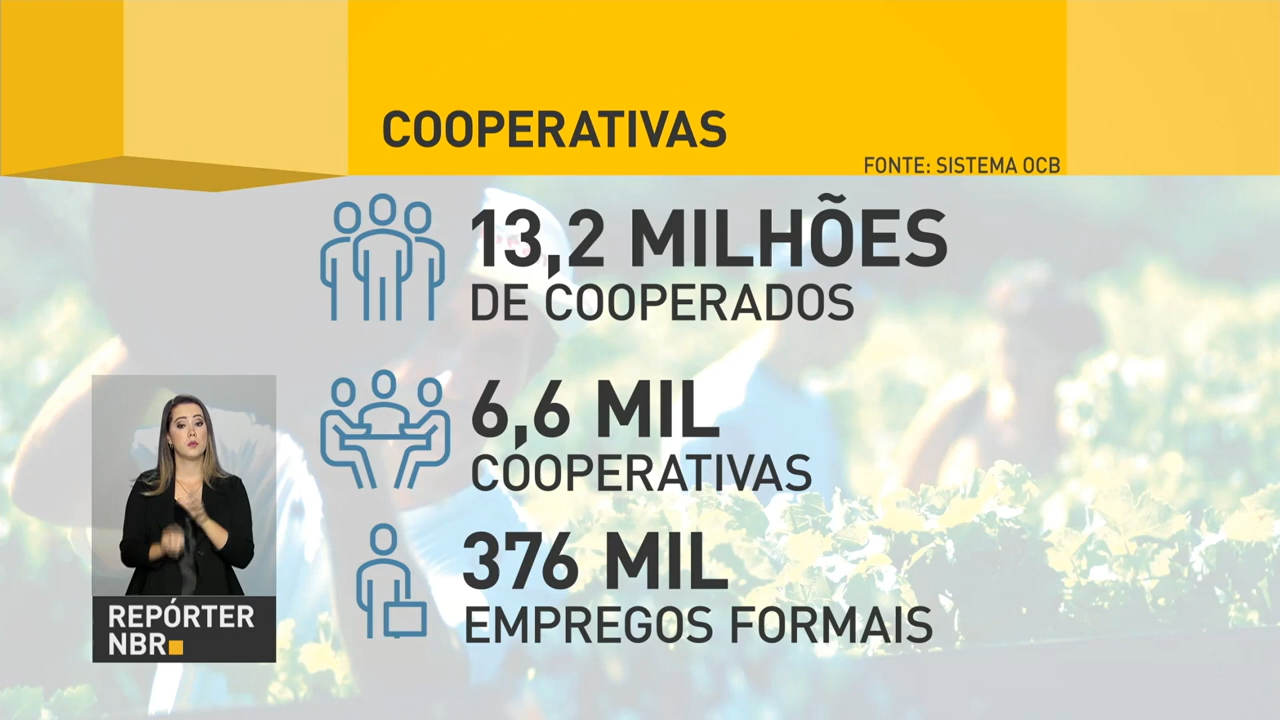 COOPERATIVAS
FONTE: SISTEMA OCB
13,2 MILHÕES
DE COOPERADOS
6,6 MIL
COOPERATIVAS
376 MIL
EMPREGOS FORMAIS
REPÓRTER
NBR